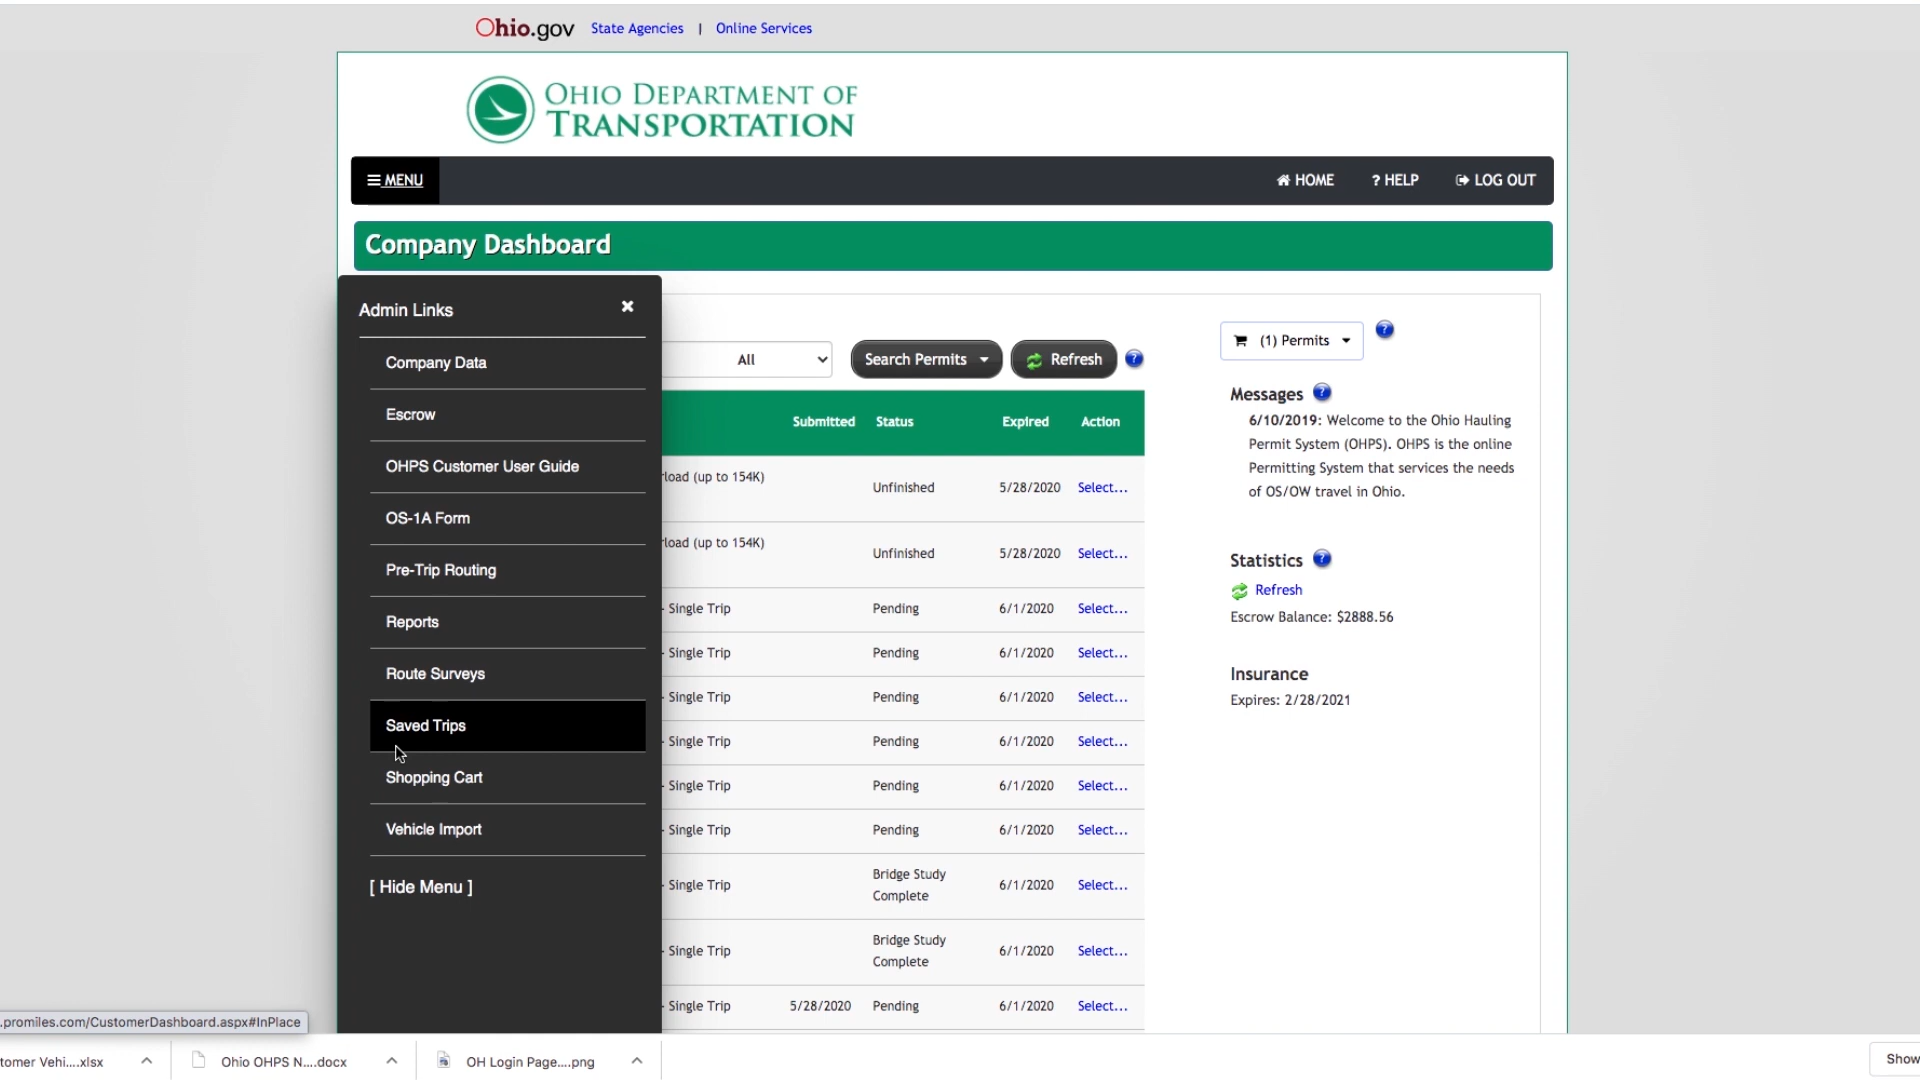 Ohio.gov State Agencies | Online Services
OHIO DEPARTMENT OF
TRANSPORTATION
MENU HOME ? HELP LOG OUT
Company Dashboard
Admin Links
Company Data
Escrow
OHPS Customer User Guide
OS-1A Form
Pre-Trip Routing
Reports
Route Surveys
Saved Trips
Shopping Cart
Vehicle Import
[ Hide Menu ]
All Search Permits Refresh ?
Submitted Status Expired Action
load (up to 154K) Unfinished 5/28/2020 Select...
load (up to 154K) Unfinished 5/28/2020 Select...
- Single Trip Pending 6/1/2020 Select...
- Single Trip Pending 6/1/2020 Select...
- Single Trip Pending 6/1/2020 Select...
- Single Trip Pending 6/1/2020 Select...
- Single Trip Pending 6/1/2020 Select...
- Single Trip Pending 6/1/2020 Select...
- Single Trip Bridge Study Complete 6/1/2020 Select...
- Single Trip Bridge Study Complete 6/1/2020 Select...
- Single Trip 5/28/2020 Pending 6/1/2020 Select...
(1) Permits ?
Messages ?
6/10/2019: Welcome to the Ohio Hauling
Permit System (OHPS). OHPS is the online
Permitting System that services the needs
of OS/OW travel in Ohio.
Statistics ?
Refresh
Escrow Balance: $2888.56
Insurance
Expires: 2/28/2021
.promiles.com/CustomerDashboard.aspx#InPlace
tomer Vehi....xlsx Ohio OHPS N....docx OH Login Page....png Show